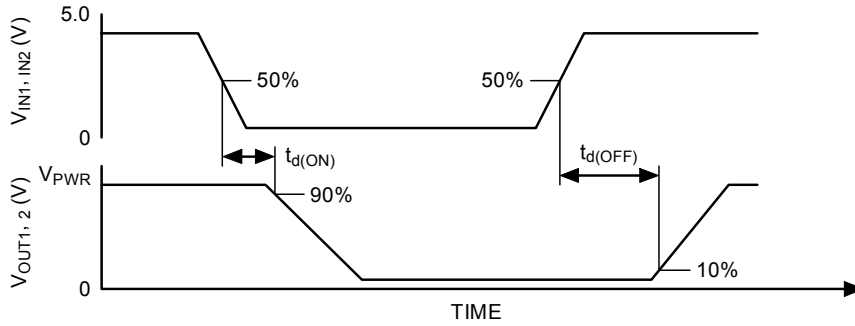 5.0
V_IN1, IN2 (V)
50%
50%
0
t_d(ON)
t_d(OFF)
V_PWR
V_OUT1, 2 (V)
90%
10%
0
TIME